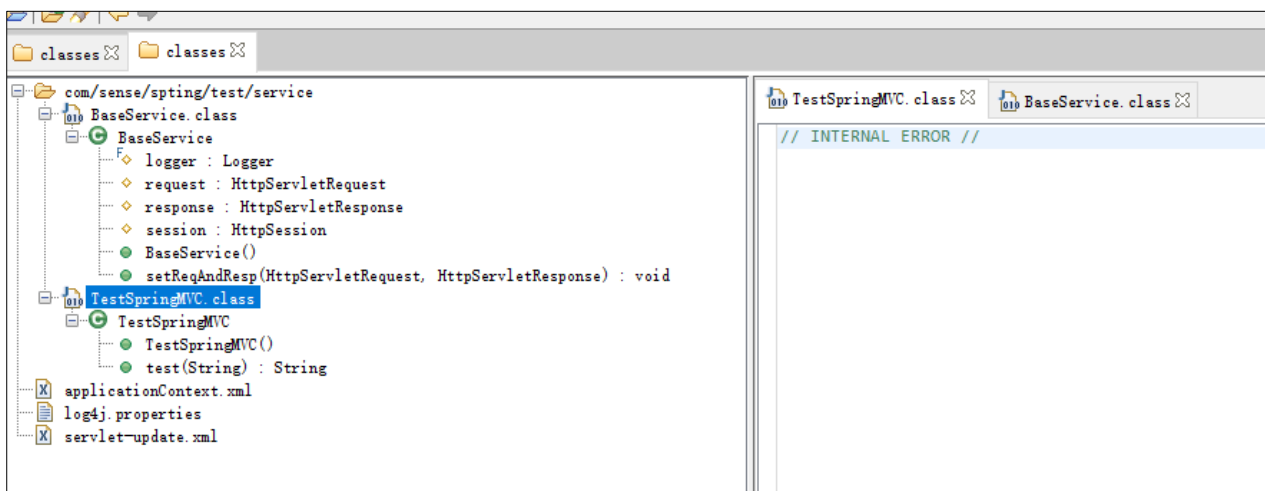 classes
classes
com/sense/spting/test/service
BaseService.class
BaseService
F
logger : Logger
request : HttpServletRequest
response : HttpServletResponse
session : HttpSession
BaseService()
setReqAndResp(HttpServletRequest, HttpServletResponse) : void
TestSpringMVC.class
TestSpringMVC
TestSpringMVC()
test(String) : String
applicationContext.xml
log4j.properties
servlet-update.xml
TestSpringMVC.class
BaseService.class
// INTERNAL ERROR //